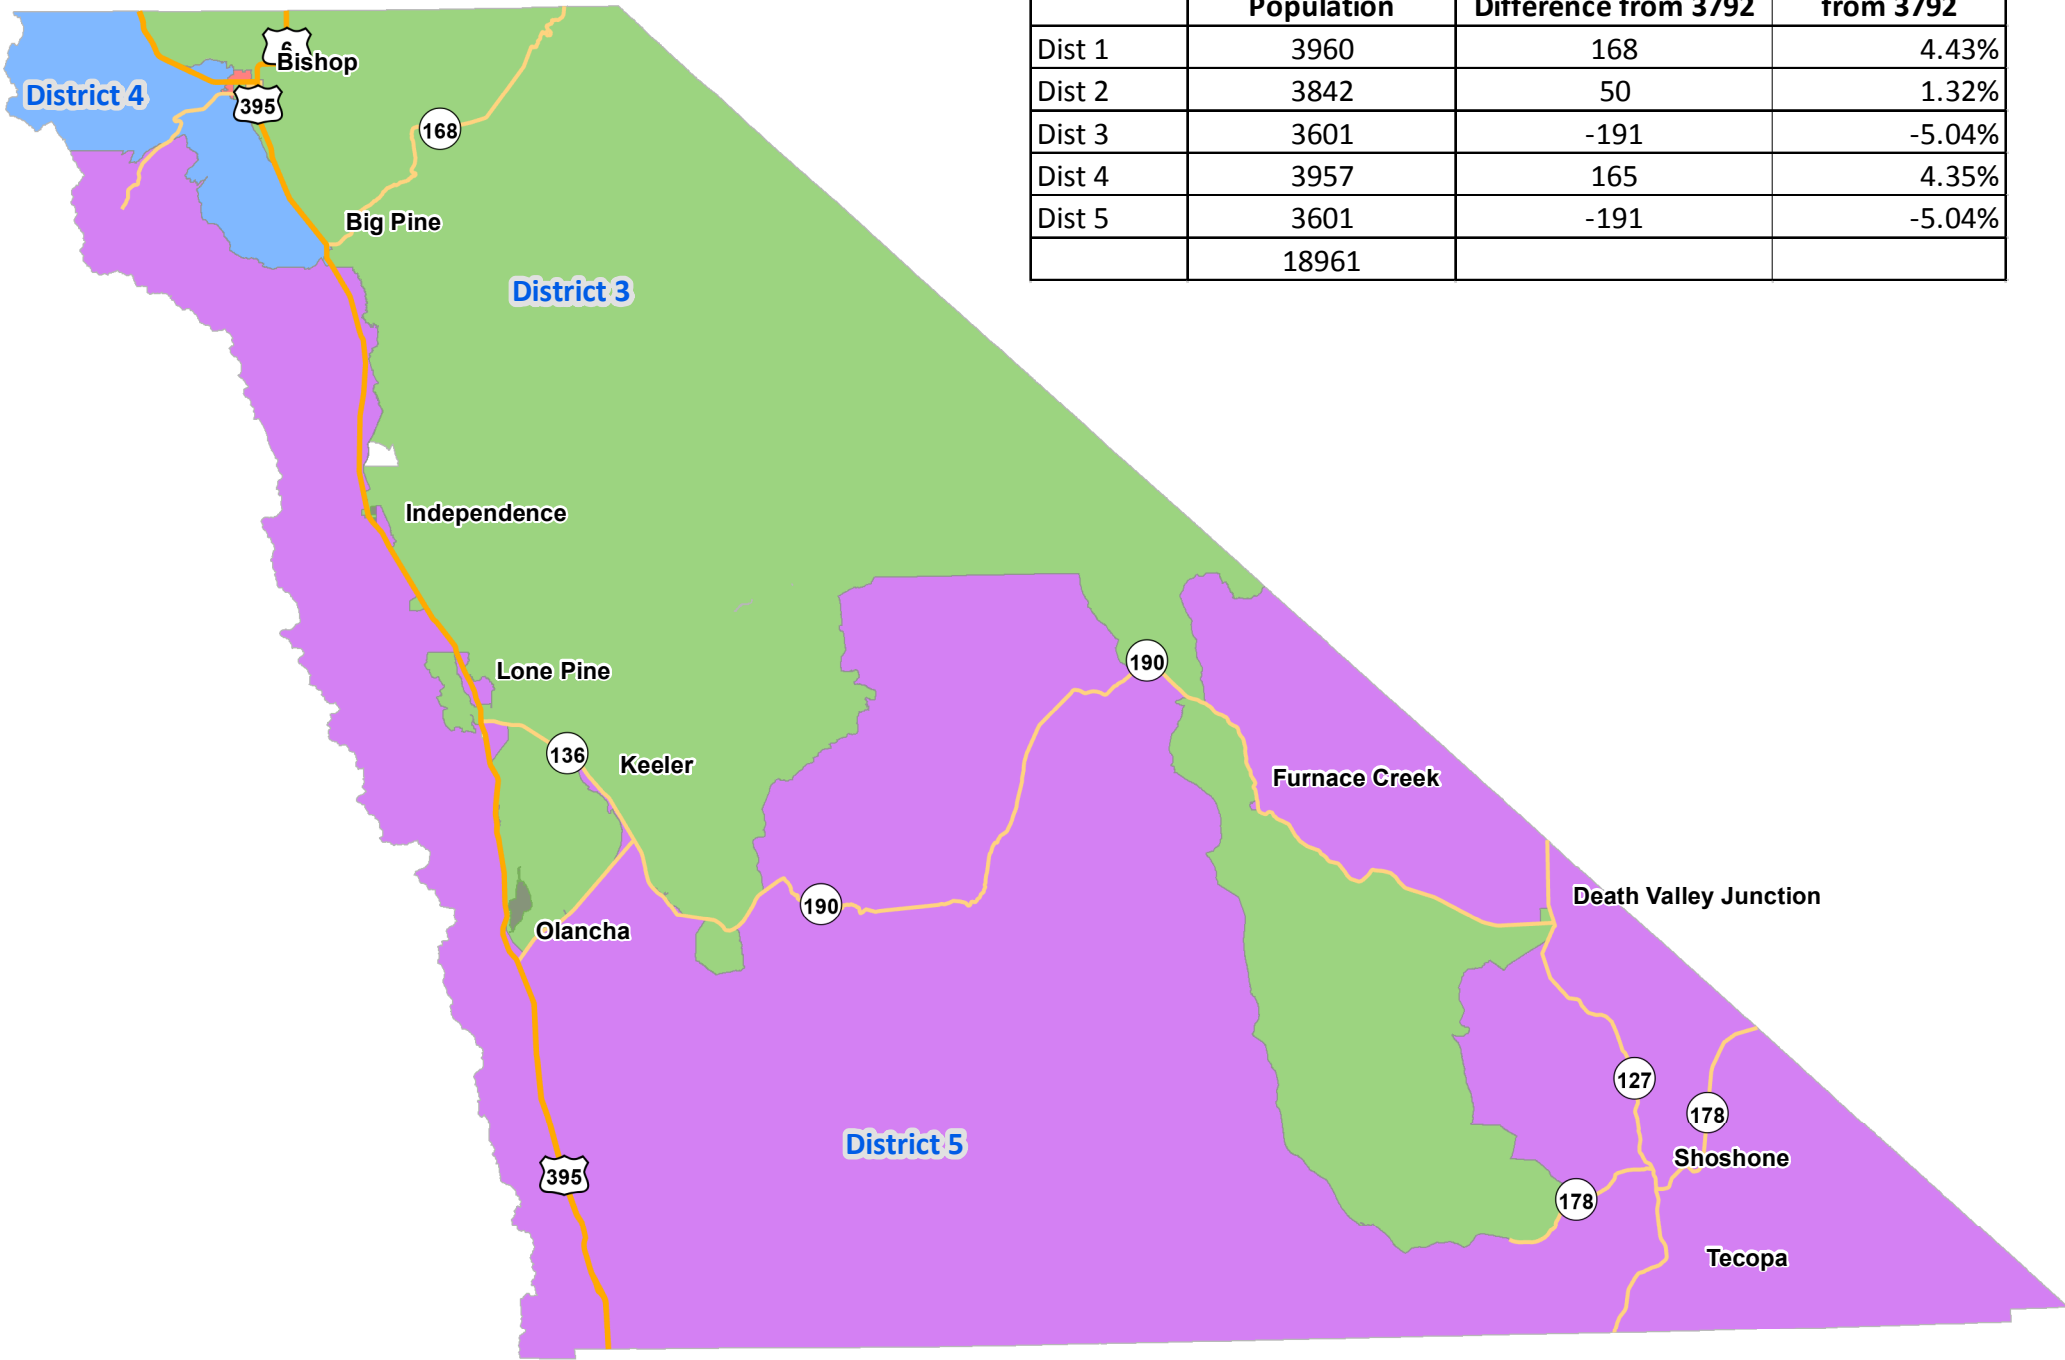 Population Difference from 3792 from 3792
Dist 1 3960 168 4.43%
Dist 2 3842 50 1.32%
Dist 3 3601 -191 -5.04%
Dist 4 3957 165 4.35%
Dist 5 3601 -191 -5.04%
18961
6
Bishop
District 4
395
168
Big Pine
District 3
Independence
Lone Pine
190
136
Keeler
Furnace Creek
190
Death Valley Junction
Olancha
127
178
District 5
Shoshone
395
178
Tecopa